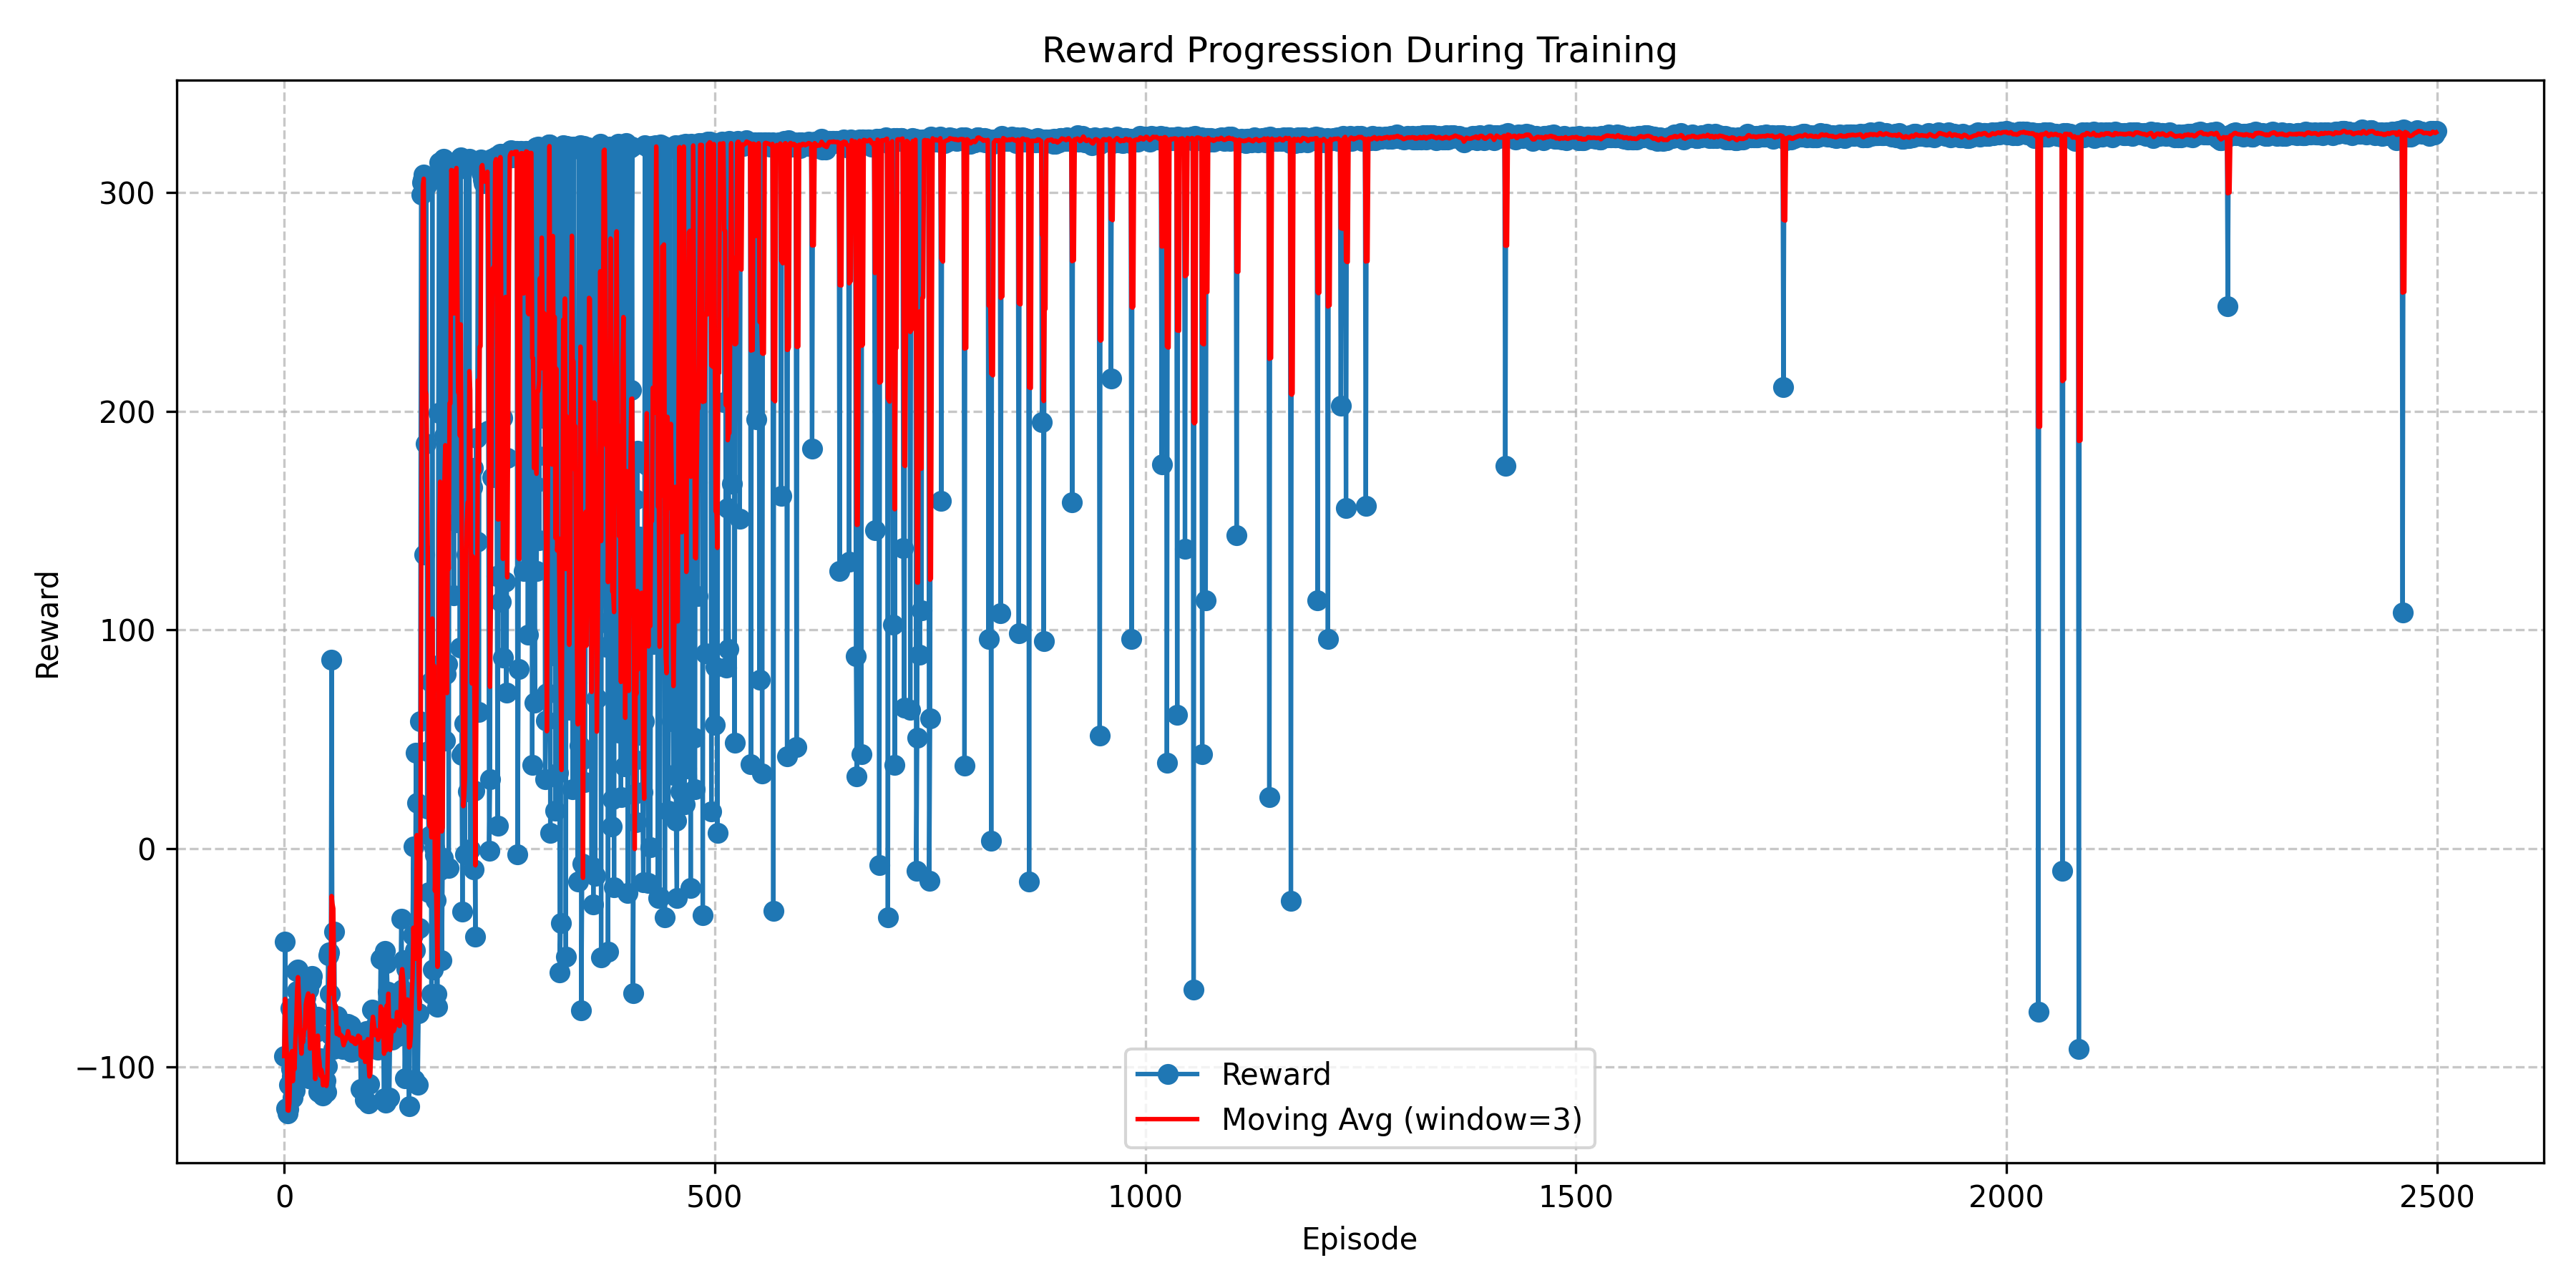 Reward Progression During Training
300
200
100
0
−100
Reward
0
500
1000
1500
2000
2500
Episode
Reward
Moving Avg (window=3)